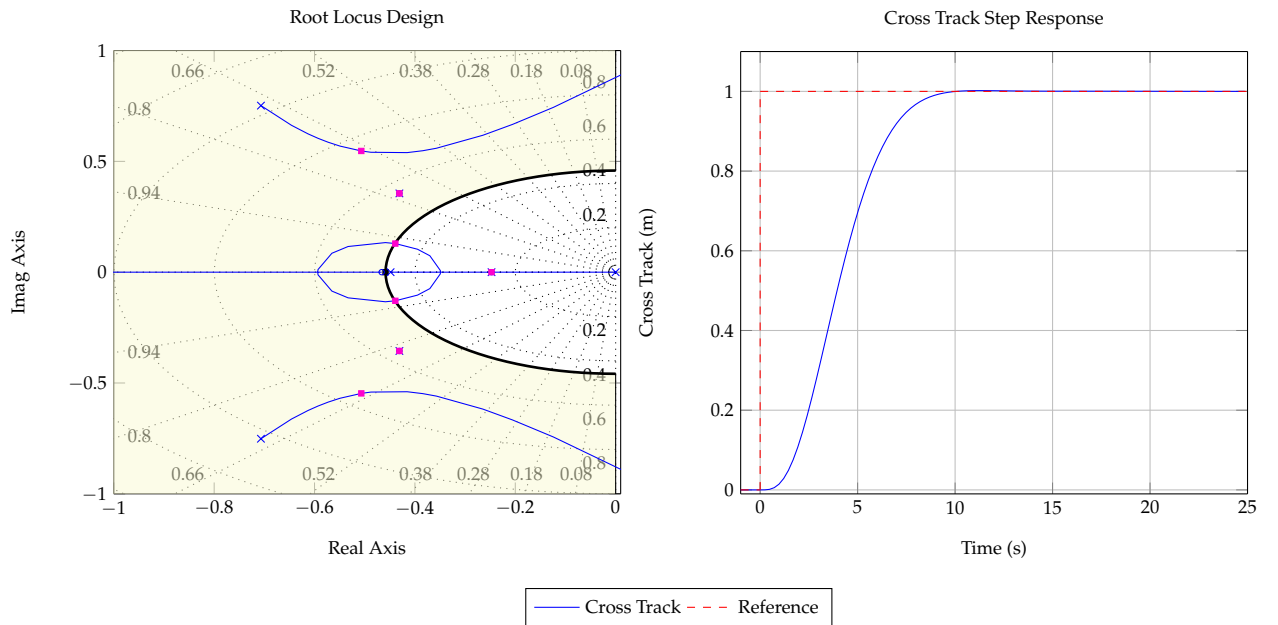 Root Locus Design
Cross Track Step Response
1
0.66 0.52 0.38 0.28 0.18 0.08
0.8 0.8
0.6
0.5
0.94 0.4
0.2
0
0.2
0.94 0.4
−0.5
0.6
0.8 0.8
0.66 0.52 0.38 0.28 0.18 0.08
−1
−1 −0.8 −0.6 −0.4 −0.2 0
Real Axis
Imag Axis
1
0.8
0.6
0.4
0.2
0
0 5 10 15 20 25
Time (s)
Cross Track (m)
Cross Track Reference